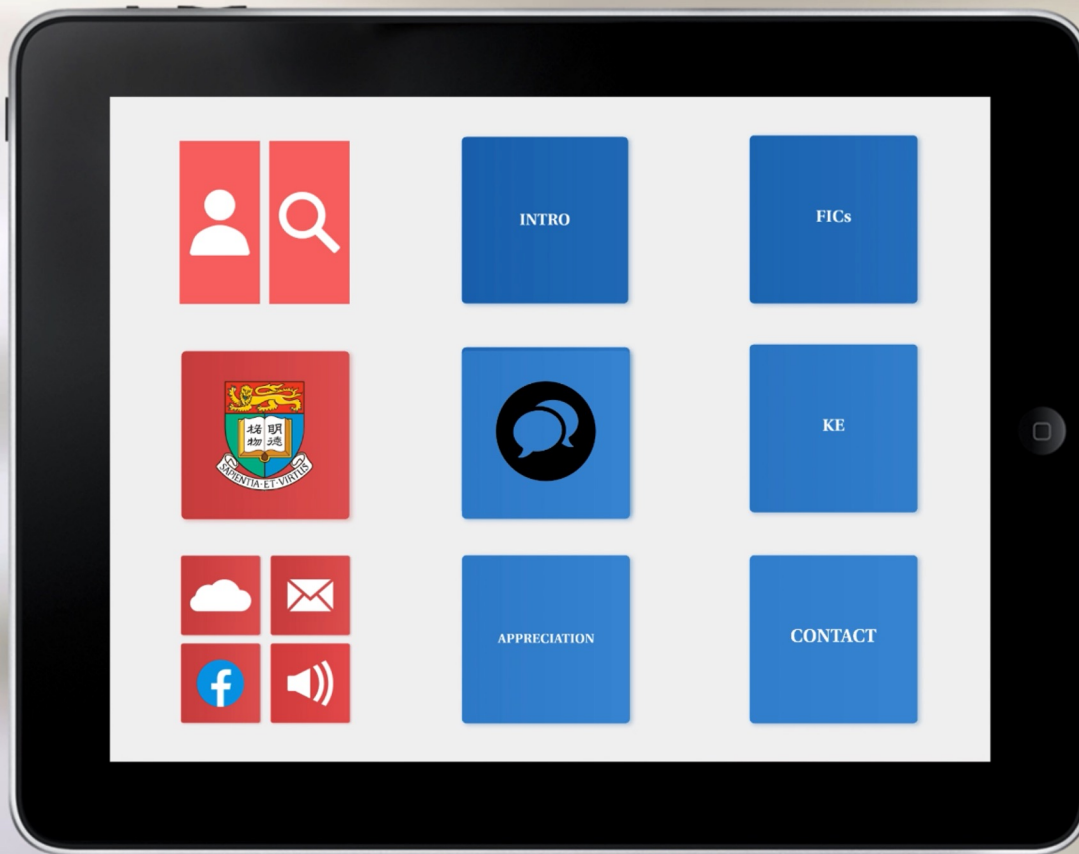 INTRO
FICs
明德
格物
SAPIENTIA·ET·VIRTUS
KE
APPRECIATION
CONTACT